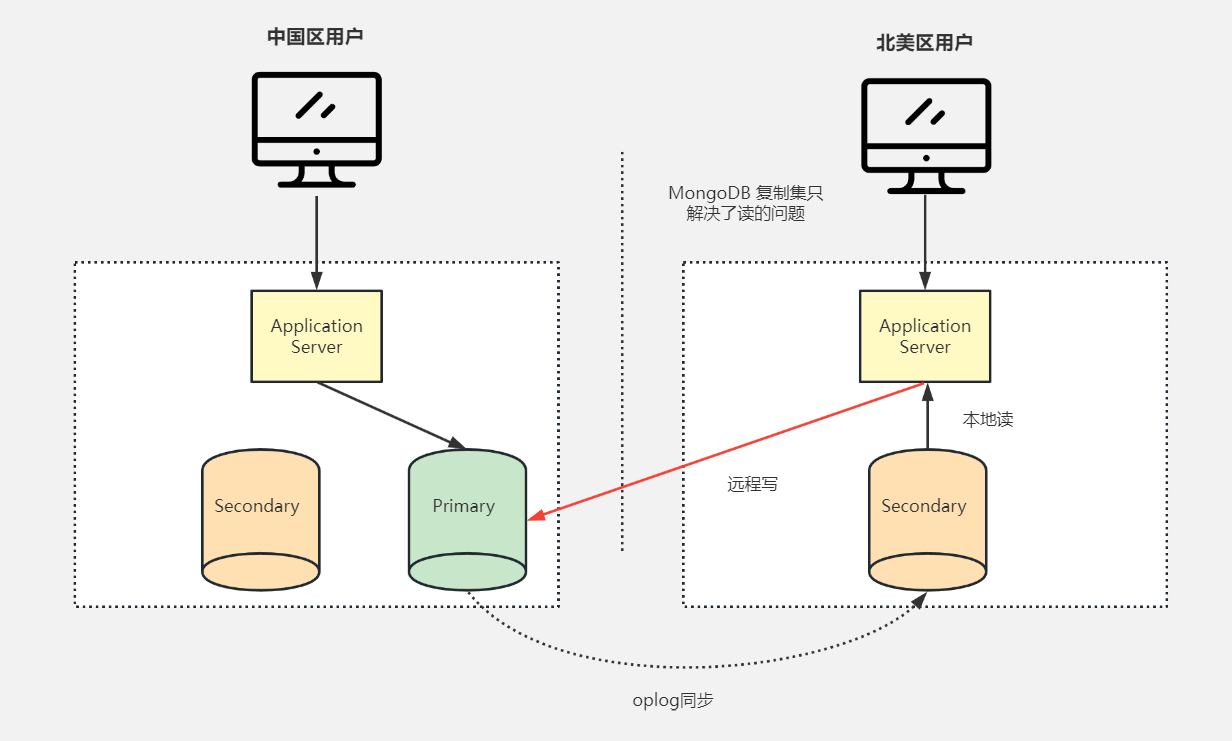 中国区用户
北美区用户
MongoDB 复制集只
解决了读的问题
Application
Server
Application
Server
本地读
远程写
Secondary
Primary
Secondary
oplog同步